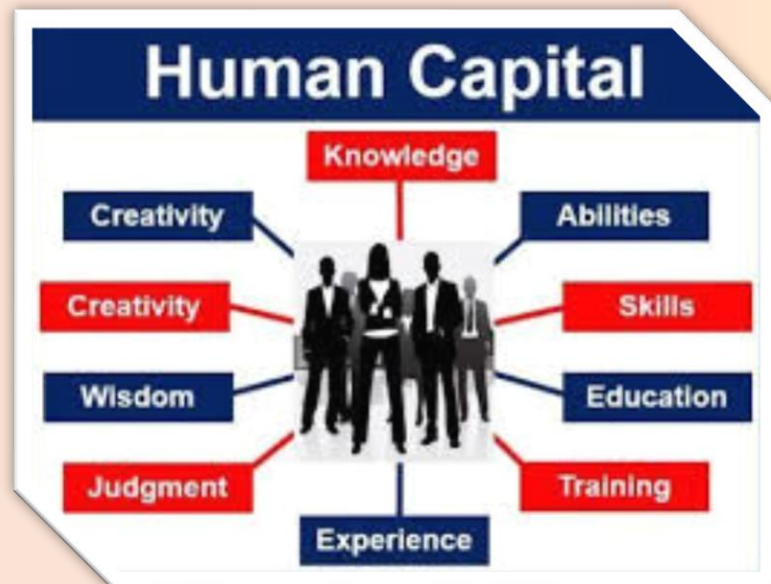 Human Capital
Knowledge
Creativity
Abilities
Creativity
Skills
Wisdom
Education
Judgment
Training
Experience